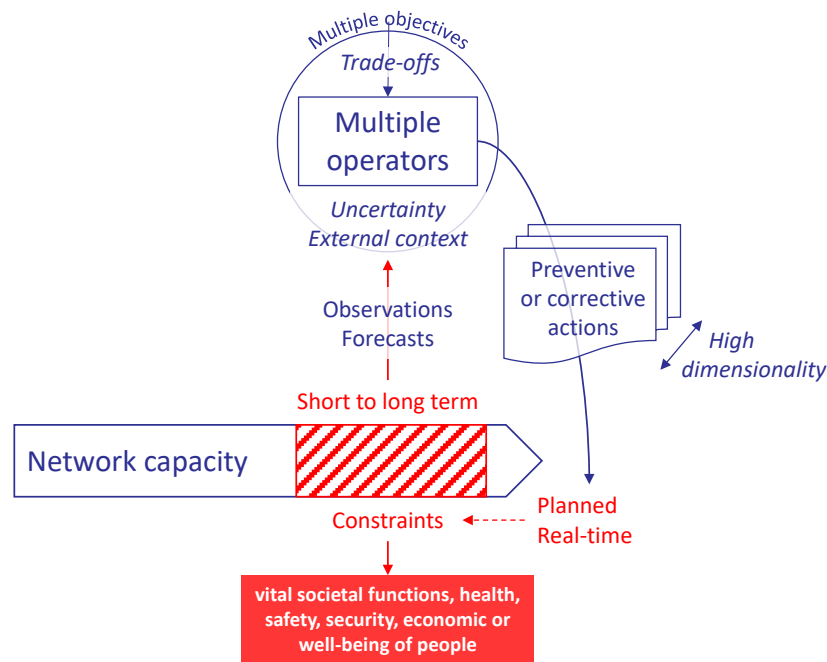 Multiple objectives
Trade-offs
Multiple
operators
Uncertainty
External context
Preventive
or corrective
actions
High
dimensionality
Observations
Forecasts
Short to long term
Network capacity
Constraints
Planned
Real-time
vital societal functions, health,
safety, security, economic or
well-being of people